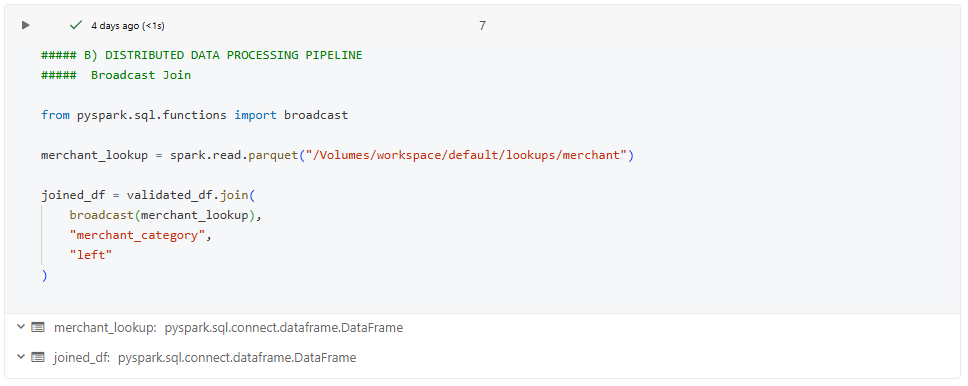 4 days ago (<1s)
7
##### B) DISTRIBUTED DATA PROCESSING PIPELINE
#####  Broadcast Join
from pyspark.sql.functions import broadcast
merchant_lookup = spark.read.parquet("/Volumes/workspace/default/lookups/merchant")
joined_df = validated_df.join(
    broadcast(merchant_lookup),
    "merchant_category",
    "left"
)
merchant_lookup: pyspark.sql.connect.dataframe.DataFrame
joined_df: pyspark.sql.connect.dataframe.DataFrame